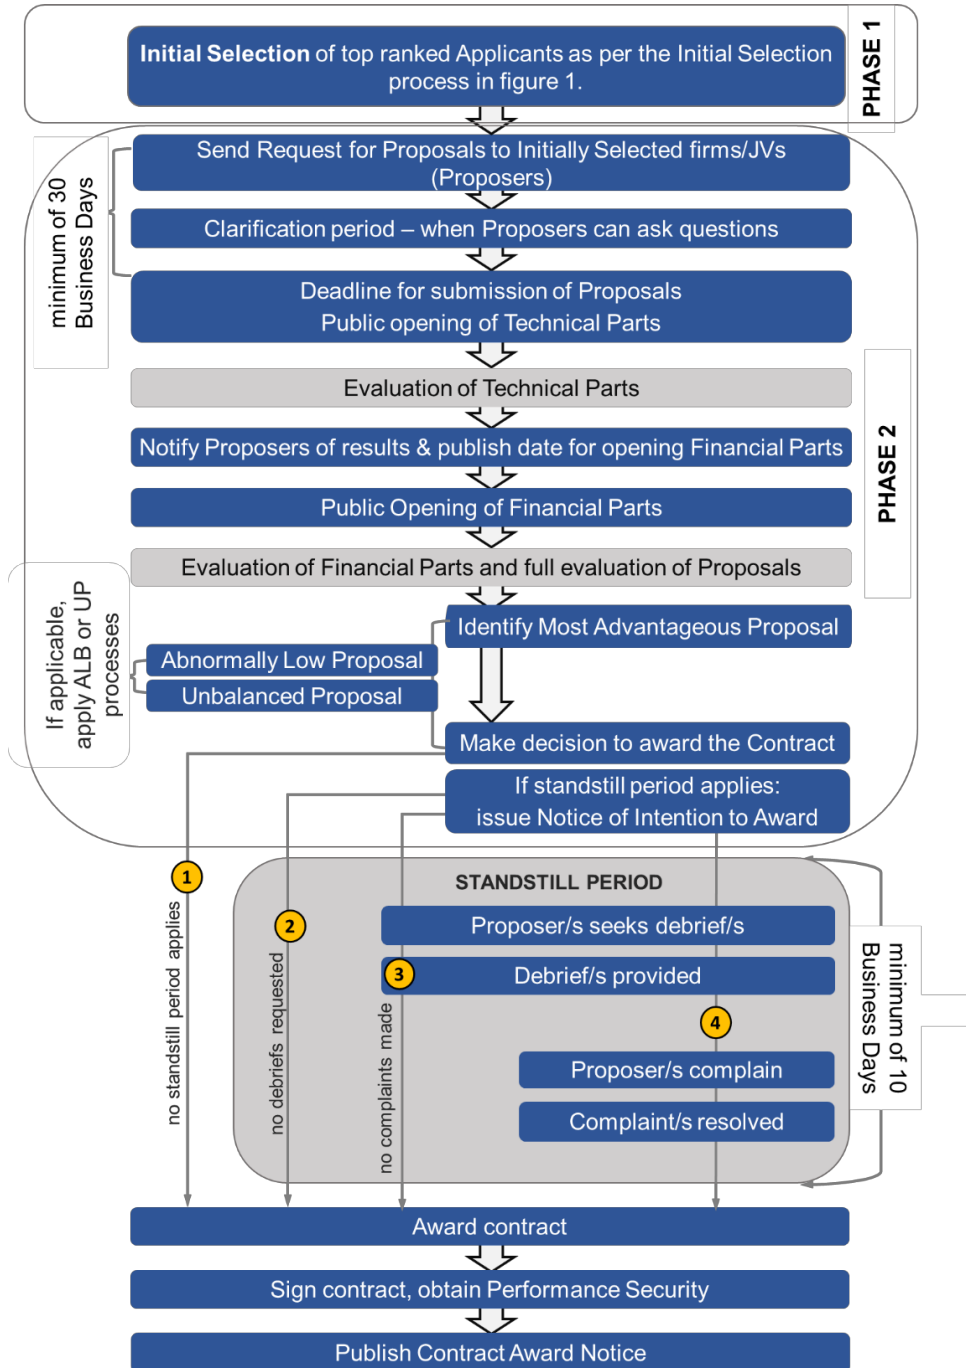 Initial Selection of top ranked Applicants as per the Initial Selection
process in figure 1.
PHASE 1
Send Request for Proposals to Initially Selected firms/JVs
(Proposers)
minimum of 30
Business Days
Clarification period – when Proposers can ask questions
Deadline for submission of Proposals
Public opening of Technical Parts
Evaluation of Technical Parts
Notify Proposers of results & publish date for opening Financial Parts
PHASE 2
Public Opening of Financial Parts
Evaluation of Financial Parts and full evaluation of Proposals
If applicable,
apply ALB or UP
processes
Identify Most Advantageous Proposal
Abnormally Low Proposal
Unbalanced Proposal
Make decision to award the Contract
If standstill period applies:
issue Notice of Intention to Award
1
no standstill period applies
STANDSTILL PERIOD
2
no debriefs requested
Proposer/s seeks debrief/s
3
no complaints made
Debrief/s provided
4
minimum of 10
Business Days
Proposer/s complain
Complaint/s resolved
Award contract
Sign contract, obtain Performance Security
Publish Contract Award Notice